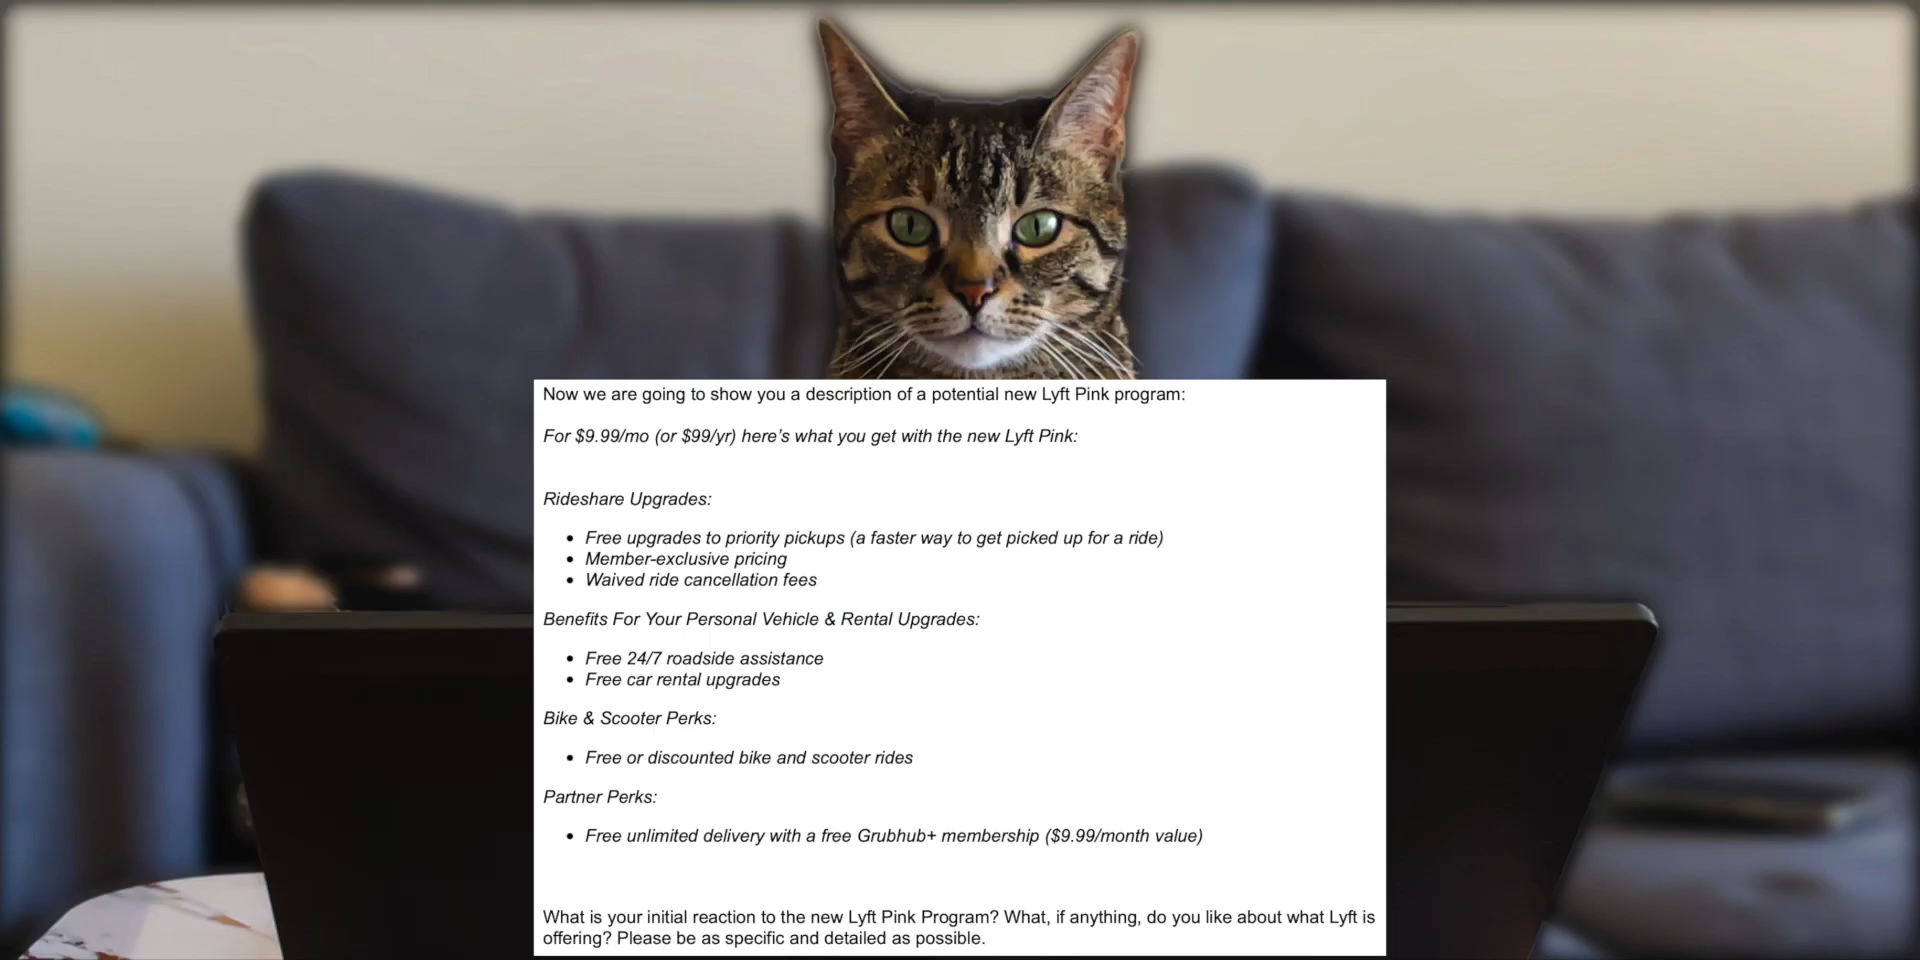 Now we are going to show you a description of a potential new Lyft Pink program:
For $9.99/mo (or $99/yr) here's what you get with the new Lyft Pink:
Rideshare Upgrades:
• Free upgrades to priority pickups (a faster way to get picked up for a ride)
• Member-exclusive pricing
• Waived ride cancellation fees
Benefits For Your Personal Vehicle & Rental Upgrades:
• Free 24/7 roadside assistance
• Free car rental upgrades
Bike & Scooter Perks:
• Free or discounted bike and scooter rides
Partner Perks:
• Free unlimited delivery with a free Grubhub+ membership ($9.99/month value)
What is your initial reaction to the new Lyft Pink Program? What, if anything, do you like about what Lyft is
offering? Please be as specific and detailed as possible.